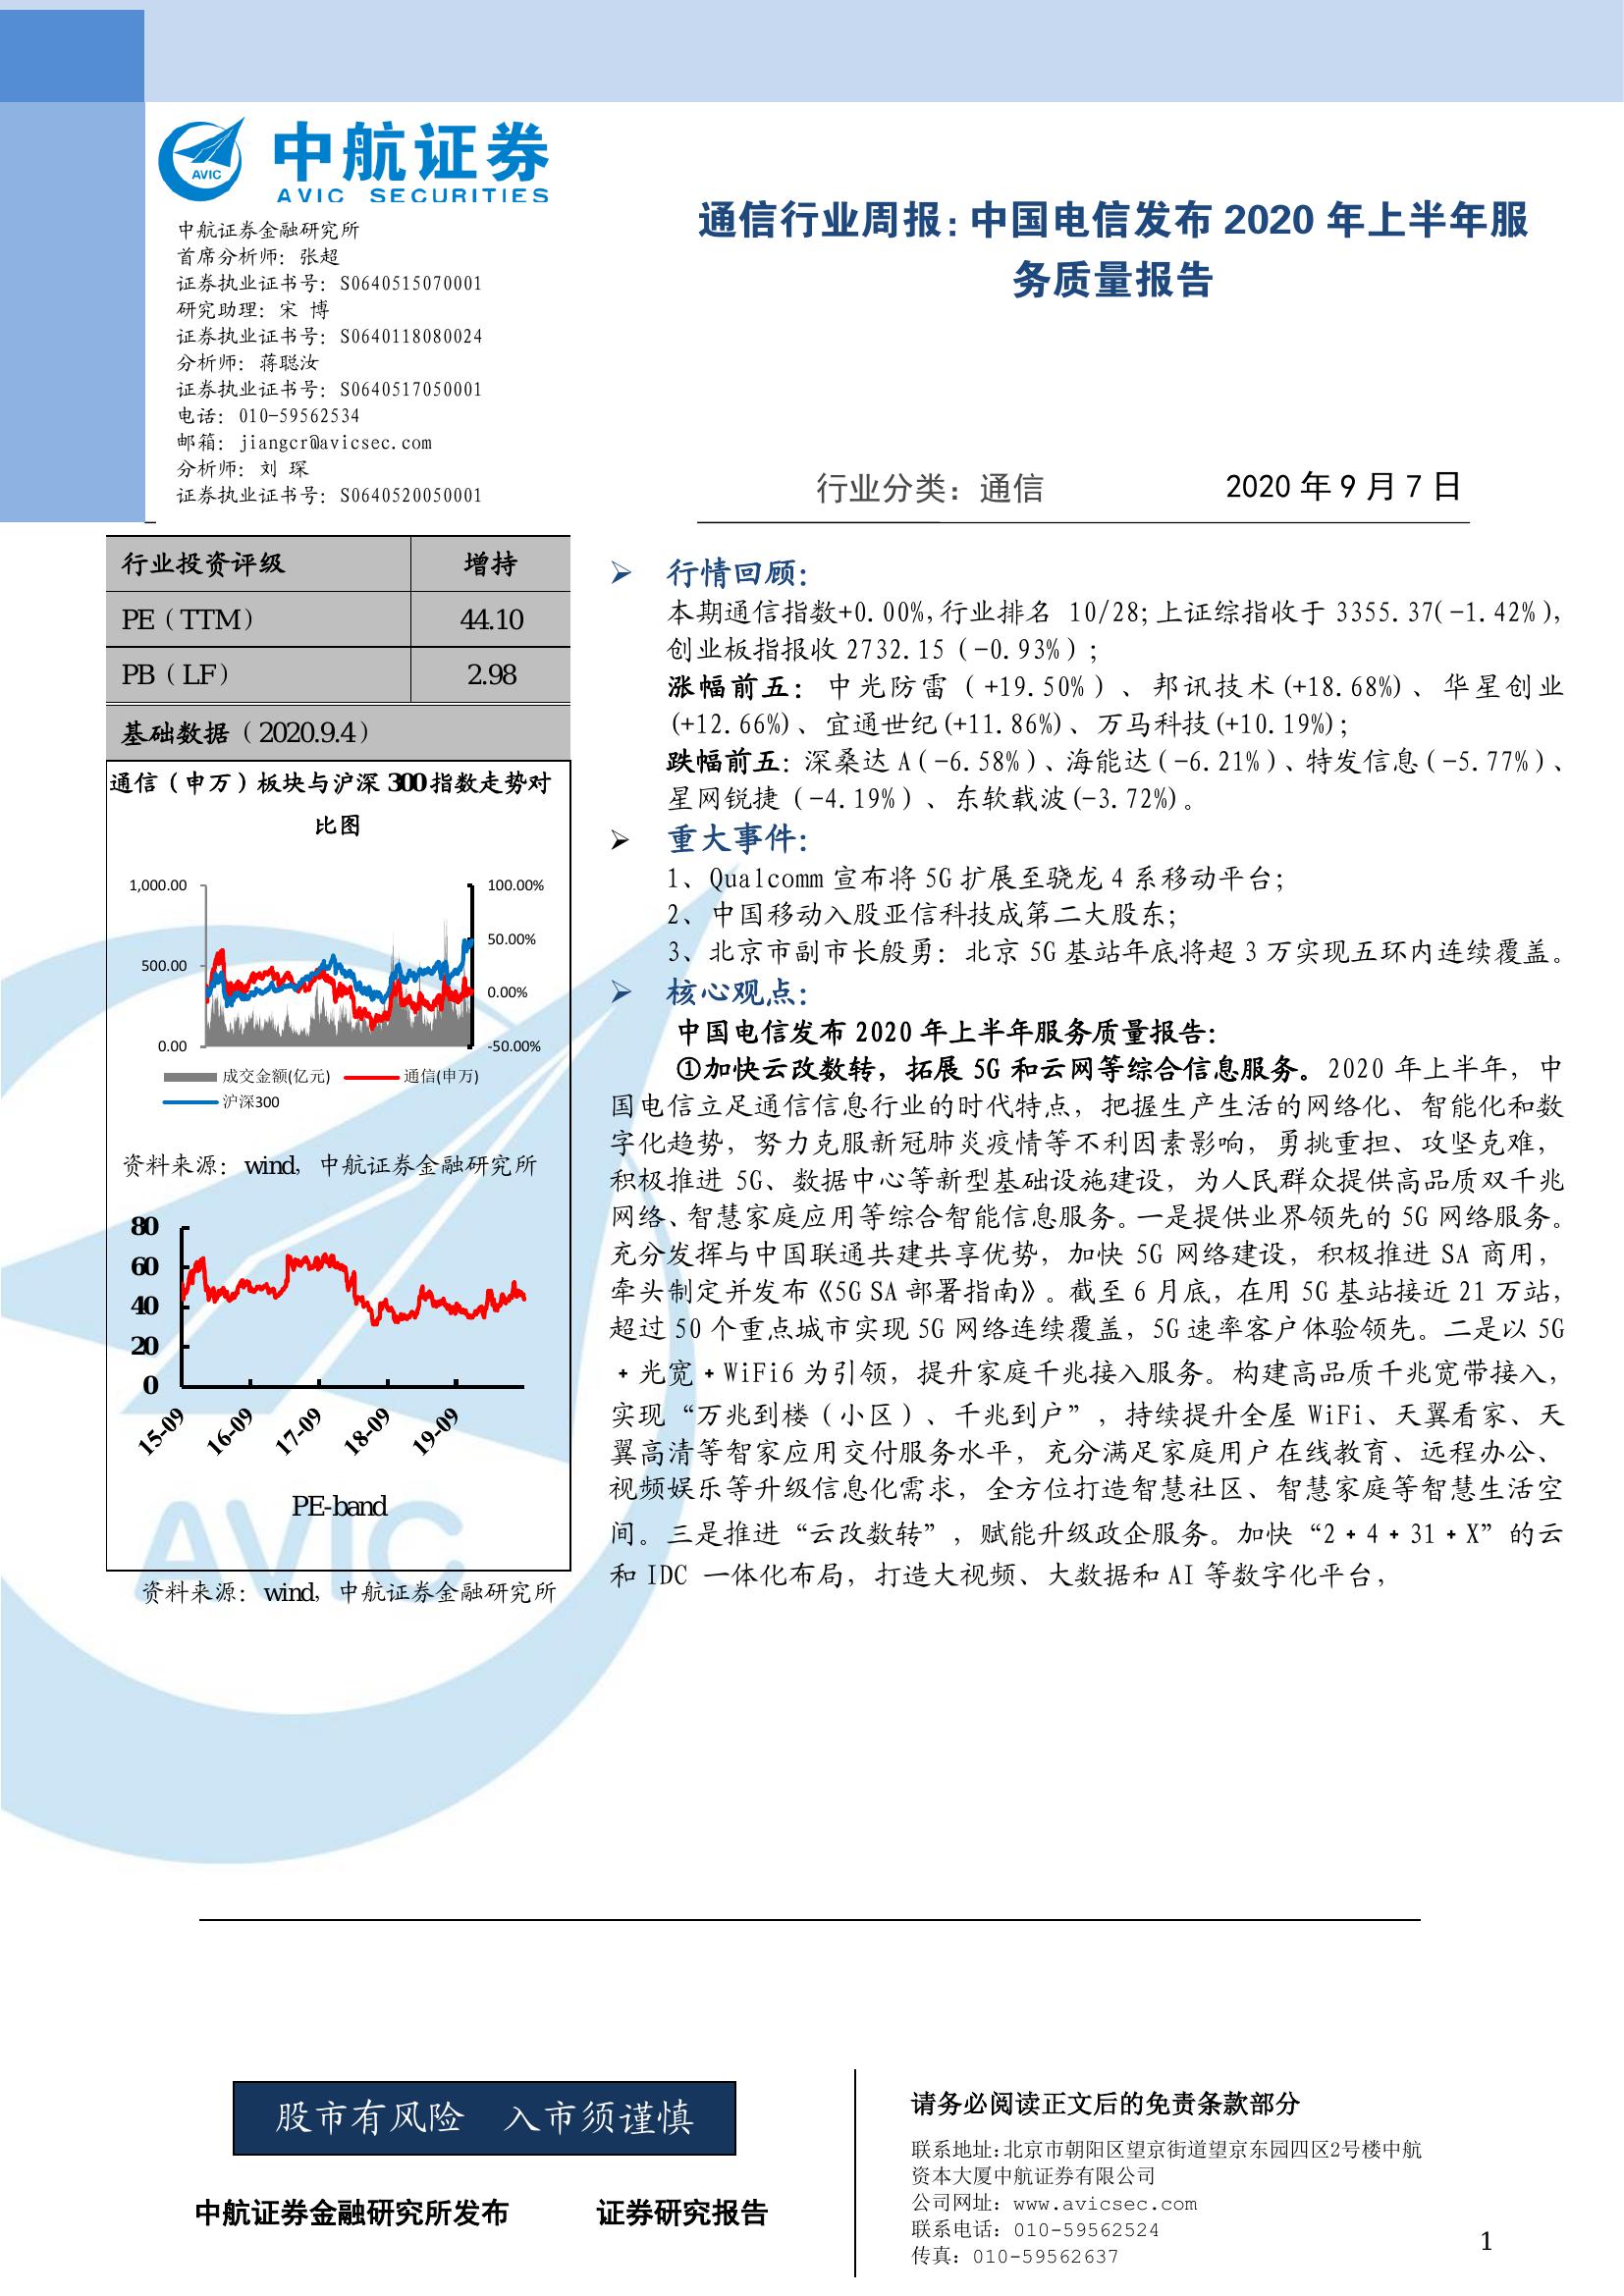 中航证券
AVIC SECURITIES
AVIC
中航证券金融研究所
首席分析师：张超
证券执业证书号：S0640515070001
研究助理：宋 博
证券执业证书号：S0640118080024
分析师：蒋聪汝
证券执业证书号：S0640517050001
电话：010-59562534
邮箱：jiangcr@avicsec.com
分析师：刘 琛
证券执业证书号：S0640520050001
通信行业周报：中国电信发布 2020 年上半年服
务质量报告
行业分类：通信
2020 年 9 月 7 日
行业投资评级 增持
PE（TTM） 44.10
PB（LF） 2.98
基础数据（2020.9.4）
通信（申万）板块与沪深 300 指数走势对
比图
1,000.00
500.00
0.00
100.00%
50.00%
0.00%
-50.00%
成交金额(亿元) 通信(申万)
沪深300
资料来源：wind，中航证券金融研究所
80
60
40
20
0
15-09 16-09 17-09 18-09 19-09
PE-band
AVIC
资料来源：wind，中航证券金融研究所
行情回顾：
本期通信指数+0.00%,行业排名 10/28;上证综指收于 3355.37(-1.42%),
创业板指报收 2732.15（-0.93%）;
涨幅前五：中光防雷（+19.50%）、邦讯技术(+18.68%)、华星创业
(+12.66%)、宜通世纪(+11.86%)、万马科技(+10.19%);
跌幅前五：深桑达 A(-6.58%)、海能达(-6.21%)、特发信息(-5.77%)、
星网锐捷（-4.19%）、东软载波(-3.72%)。
重大事件：
1、Qualcomm 宣布将 5G 扩展至骁龙 4 系移动平台;
2、中国移动入股亚信科技成第二大股东;
3、北京市副市长殷勇：北京 5G 基站年底将超 3 万实现五环内连续覆盖。
核心观点：
中国电信发布 2020 年上半年服务质量报告：
①加快云改数转，拓展 5G 和云网等综合信息服务。2020 年上半年，中
国电信立足通信信息行业的时代特点，把握生产生活的网络化、智能化和数
字化趋势，努力克服新冠肺炎疫情等不利因素影响，勇挑重担、攻坚克难，
积极推进 5G、数据中心等新型基础设施建设，为人民群众提供高品质双千兆
网络、智慧家庭应用等综合智能信息服务。一是提供业界领先的 5G 网络服务。
充分发挥与中国联通共建共享优势，加快 5G 网络建设，积极推进 SA 商用，
牵头制定并发布《5G SA 部署指南》。截至 6 月底，在用 5G 基站接近 21 万站，
超过 50 个重点城市实现 5G 网络连续覆盖，5G 速率客户体验领先。二是以 5G
﹢光宽﹢WiFi6 为引领，提升家庭千兆接入服务。构建高品质千兆宽带接入，
实现“万兆到楼（小区）、千兆到户”，持续提升全屋 WiFi、天翼看家、天
翼高清等智家应用交付服务水平，充分满足家庭用户在线教育、远程办公、
视频娱乐等升级信息化需求，全方位打造智慧社区、智慧家庭等智慧生活空
间。三是推进“云改数转”，赋能升级政企服务。加快“2﹢4﹢31﹢X”的云
和 IDC 一体化布局，打造大视频、大数据和 AI 等数字化平台，
股市有风险 入市须谨慎
中航证券金融研究所发布 证券研究报告
请务必阅读正文后的免责条款部分
联系地址:北京市朝阳区望京街道望京东园四区2号楼中航
资本大厦中航证券有限公司
公司网址：www.avicsec.com
联系电话：010-59562524
传真：010-59562637
1